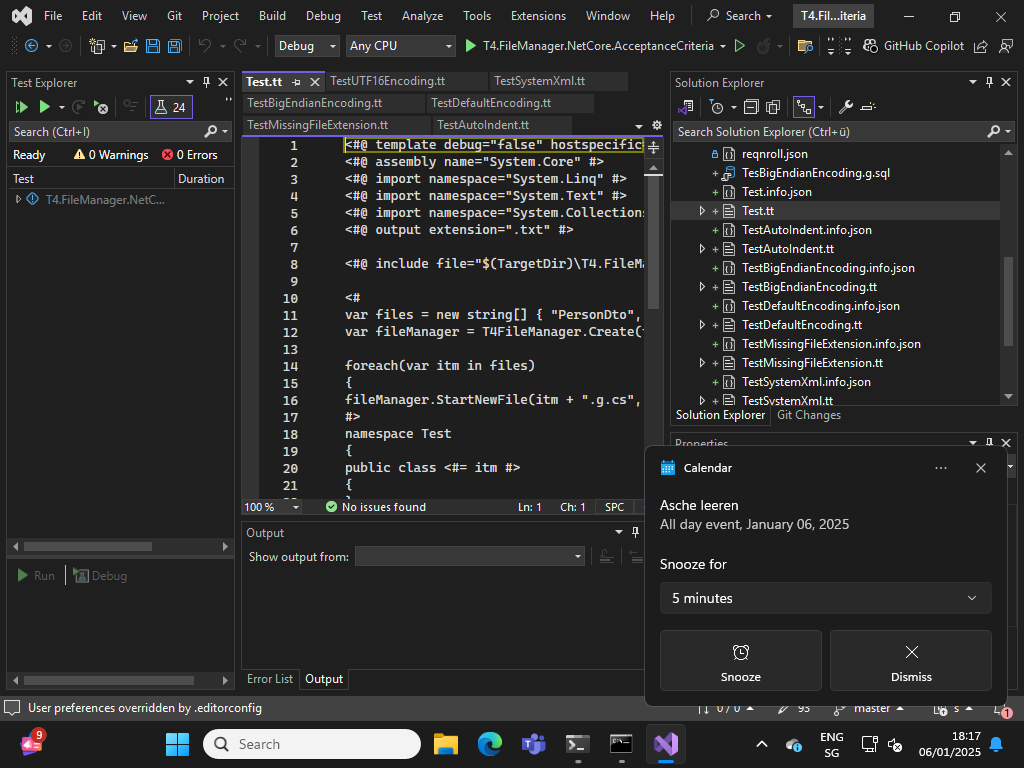 File Edit View Git Project Build Debug Test Analyze Tools Extensions Window Help Search T4.Fil...iteria
Debug Any CPU T4.FileManager.NetCore.AcceptanceCriteria GitHub Copilot
Test Explorer
24
Search (Ctrl+I)
Ready 0 Warnings 0 Errors
Test Duration
T4.FileManager.NetC...
Run Debug
Test.tt TestUTF16Encoding.tt TestSystemXml.tt
TestBigEndianEncoding.tt TestDefaultEncoding.tt
TestMissingFileExtension.tt TestAutoIndent.tt
1 <#@ template debug="false" hostspecific
2 <#@ assembly name="System.Core" #>
3 <#@ import namespace="System.Linq" #>
4 <#@ import namespace="System.Text" #>
5 <#@ import namespace="System.Collections
6 <#@ output extension=".txt" #>
7
8 <#@ include file="$(TargetDir)\T4.FileMa
9
10 <#
11 var files = new string[] { "PersonDto",
12 var fileManager = T4FileManager.Create(
13
14 foreach(var itm in files)
15 {
16 fileManager.StartNewFile(itm + ".g.cs",
17 #>
18 namespace Test
19 {
20 public class <#= itm #>
21 {
100 % No issues found Ln: 1 Ch: 1 SPC
Output
Show output from:
Error List Output
Solution Explorer
Search Solution Explorer (Ctrl+ü)
reqnroll.json
TesBigEndianEncoding.g.sql
Test.info.json
Test.tt
TestAutoIndent.info.json
TestAutoIndent.tt
TestBigEndianEncoding.info.json
TestBigEndianEncoding.tt
TestDefaultEncoding.info.json
TestDefaultEncoding.tt
TestMissingFileExtension.info.json
TestMissingFileExtension.tt
TestSystemXml.info.json
TestSystemXml.tt
Solution Explorer Git Changes
Properties
Calendar
Asche leeren
All day event, January 06, 2025
Snooze for
5 minutes
Snooze Dismiss
User preferences overridden by .editorconfig 0 / 0 93 master s 1
9 Search ENG 18:17
SG 06/01/2025